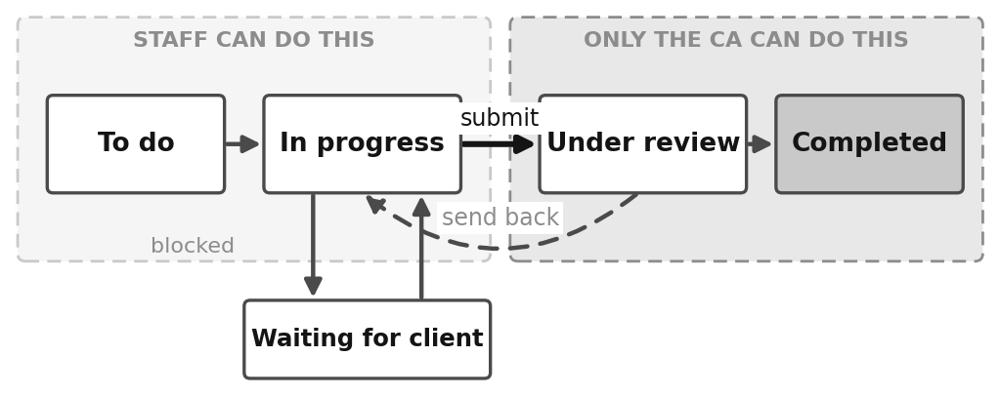 STAFF CAN DO THIS
ONLY THE CA CAN DO THIS
To do
In progress
submit
Under review
Completed
send back
blocked
Waiting for client